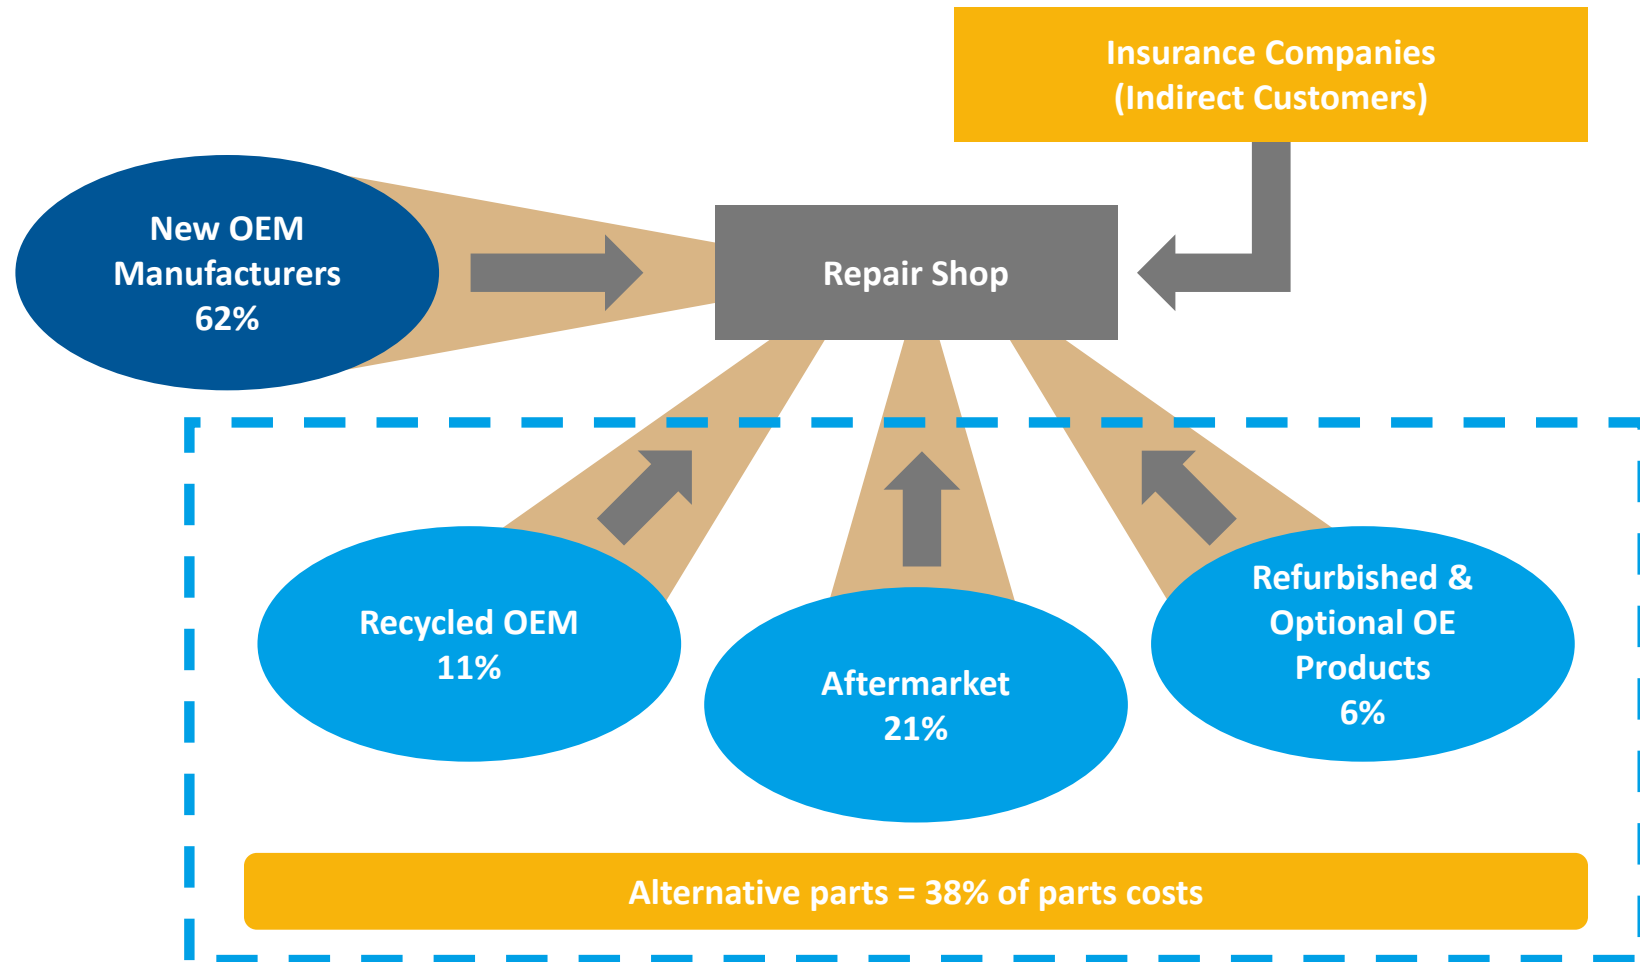 Insurance Companies
(Indirect Customers)
New OEM
Manufacturers
62%
Repair Shop
Recycled OEM
11%
Aftermarket
21%
Refurbished &
Optional OE
Products
6%
Alternative parts = 38% of parts costs